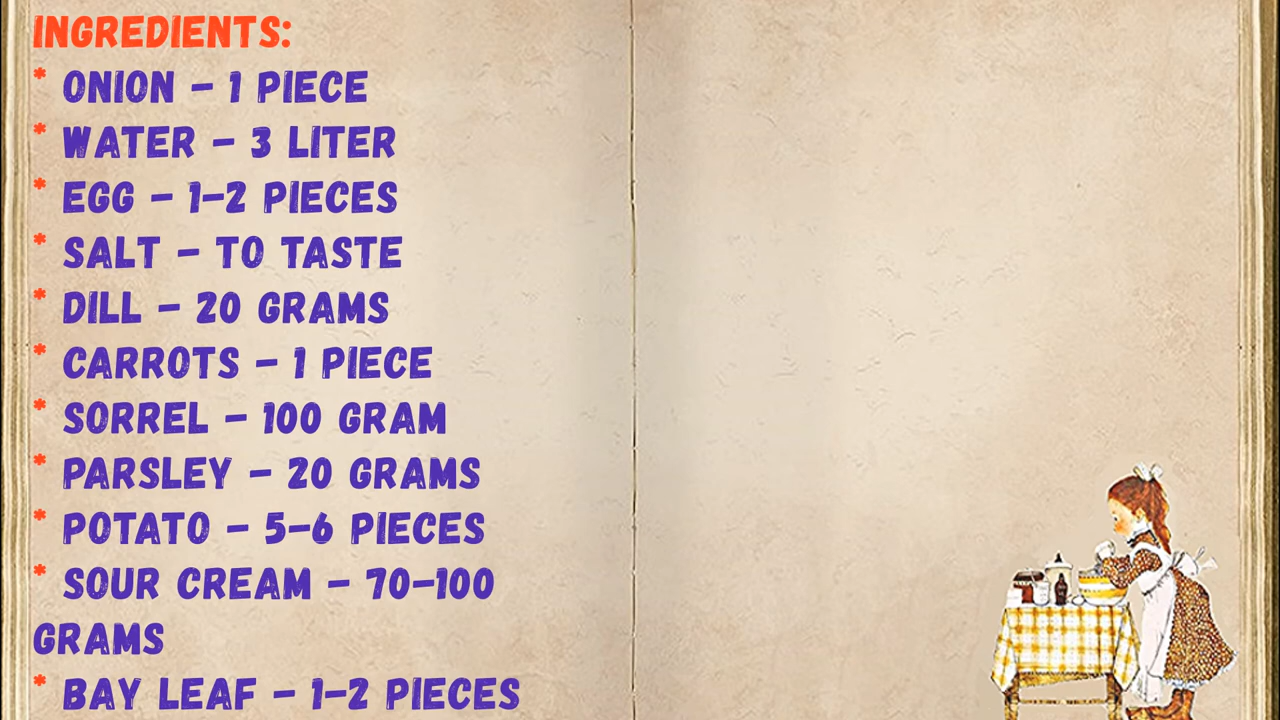 INGREDIENTS:
* ONION – 1 PIECE
* WATER – 3 LITER
* EGG – 1–2 PIECES
* SALT – TO TASTE
* DILL – 20 GRAMS
* CARROTS – 1 PIECE
* SORREL – 100 GRAM
* PARSLEY – 20 GRAMS
* POTATO – 5–6 PIECES
* SOUR CREAM – 70–100
GRAMS
* BAY LEAF – 1–2 PIECES